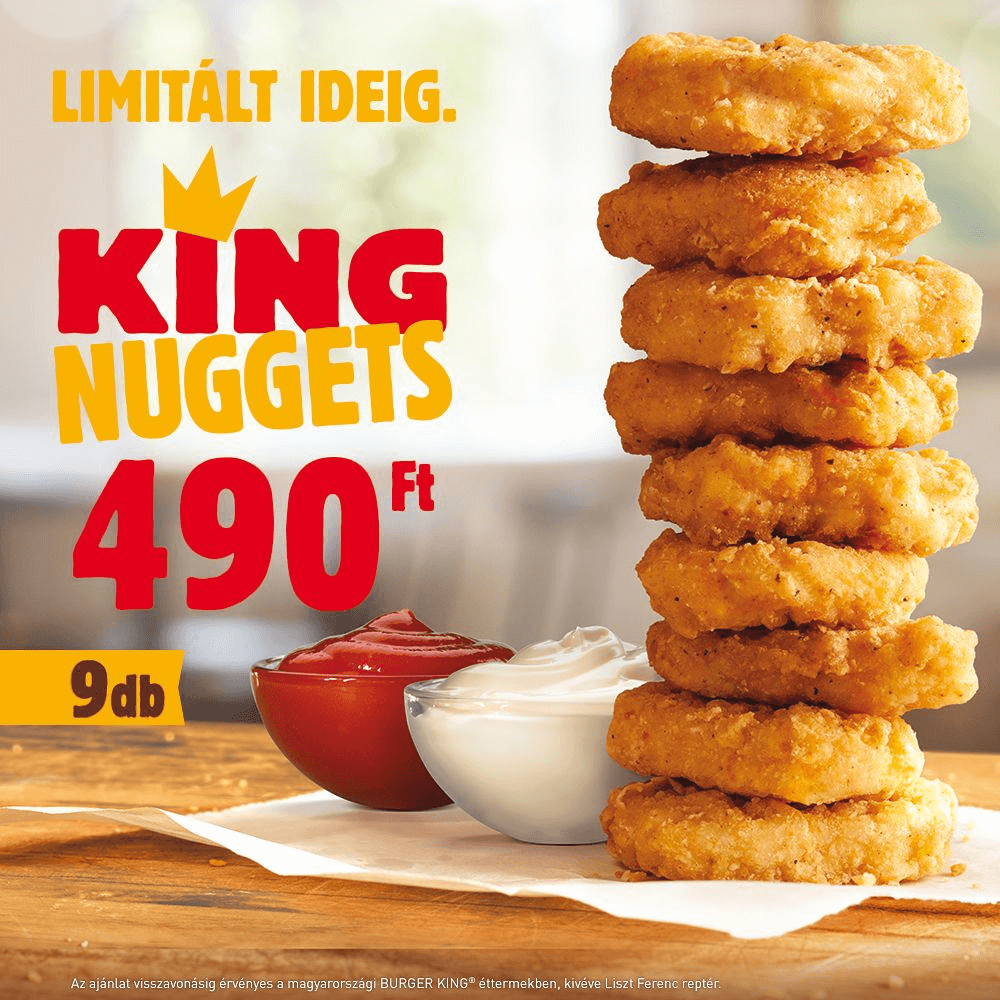 LIMITÁLT IDEIG.
KING
NUGGETS
490 Ft
9db
Az ajánlat visszavonásig érvényes a magyarországi BURGER KING® éttermekben, kivéve Liszt Ferenc reptér.